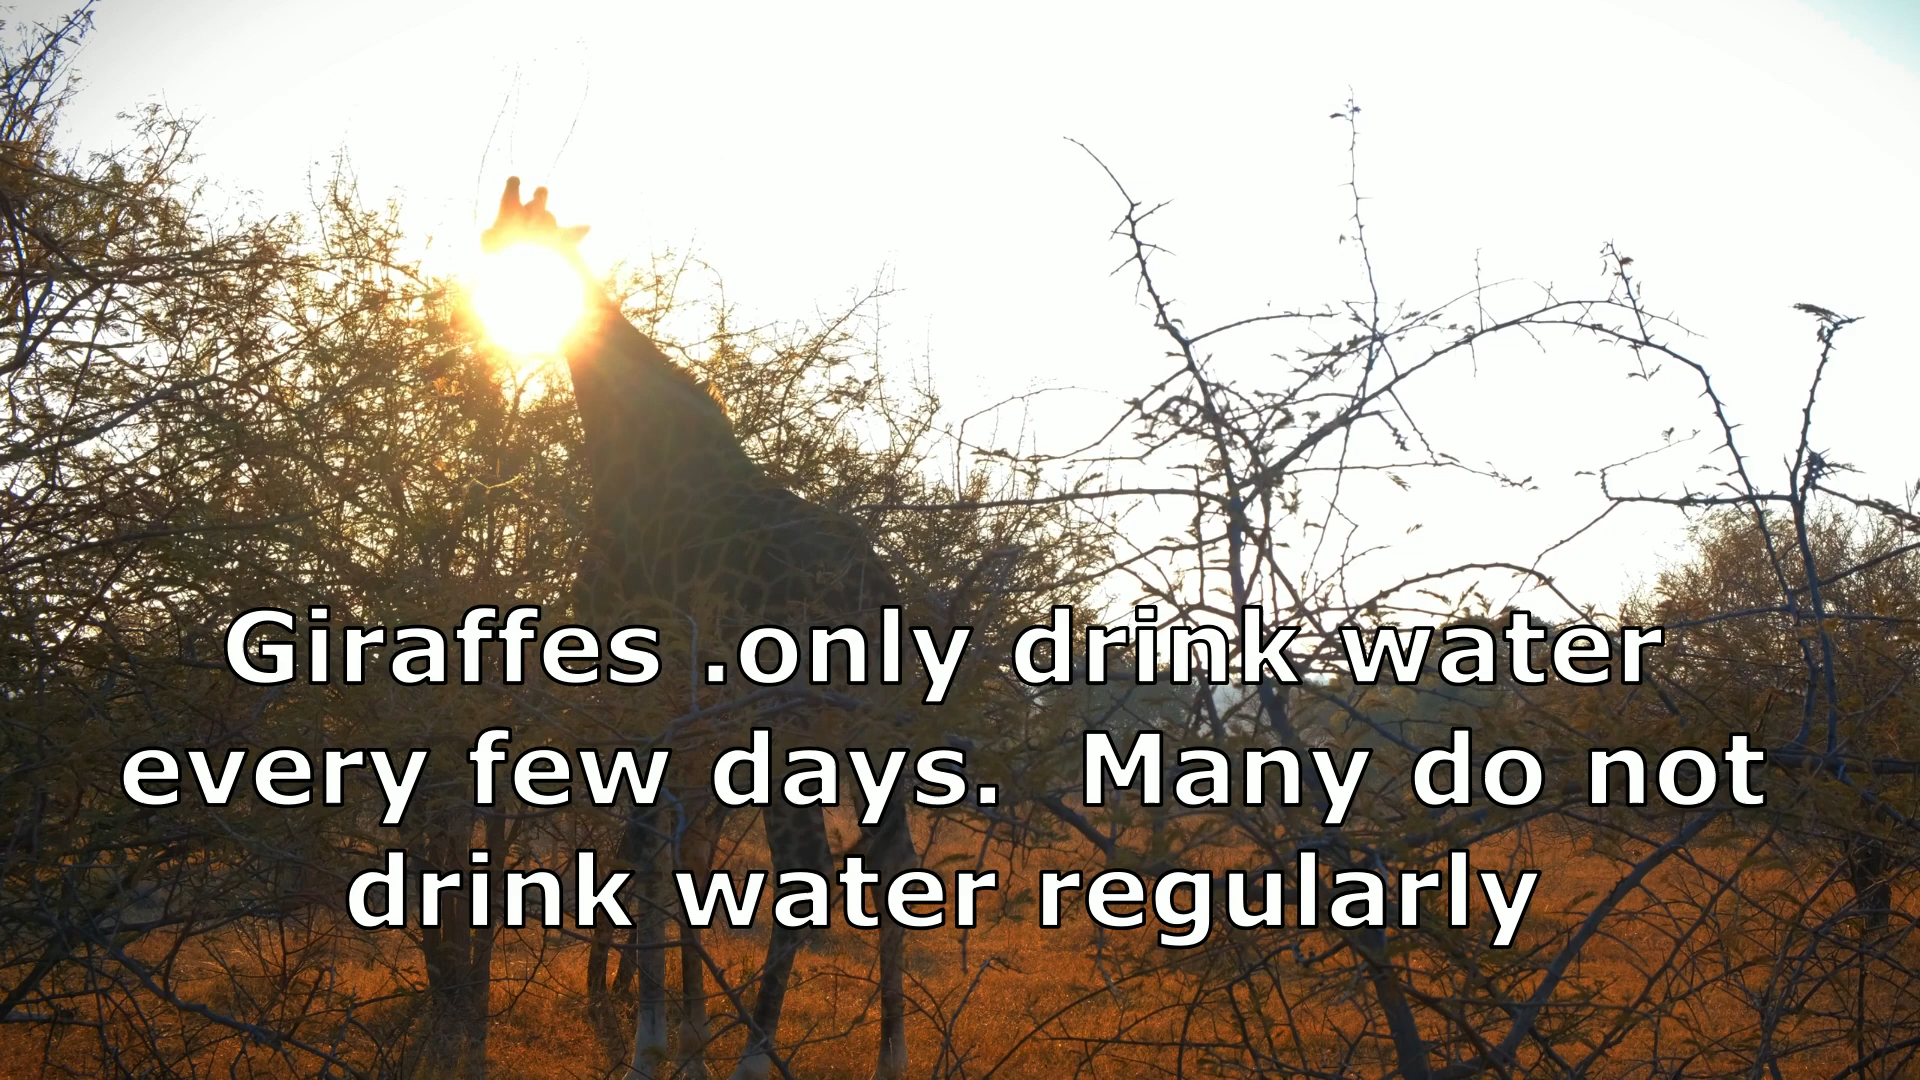 Giraffes .only drink water
every few days.  Many do not
drink water regularly